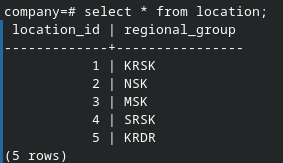 company=# select * from location;
location_id | regional_group
-------------+----------------
1 | KRSK
2 | NSK
3 | MSK
4 | SRSK
5 | KRDR
(5 rows)